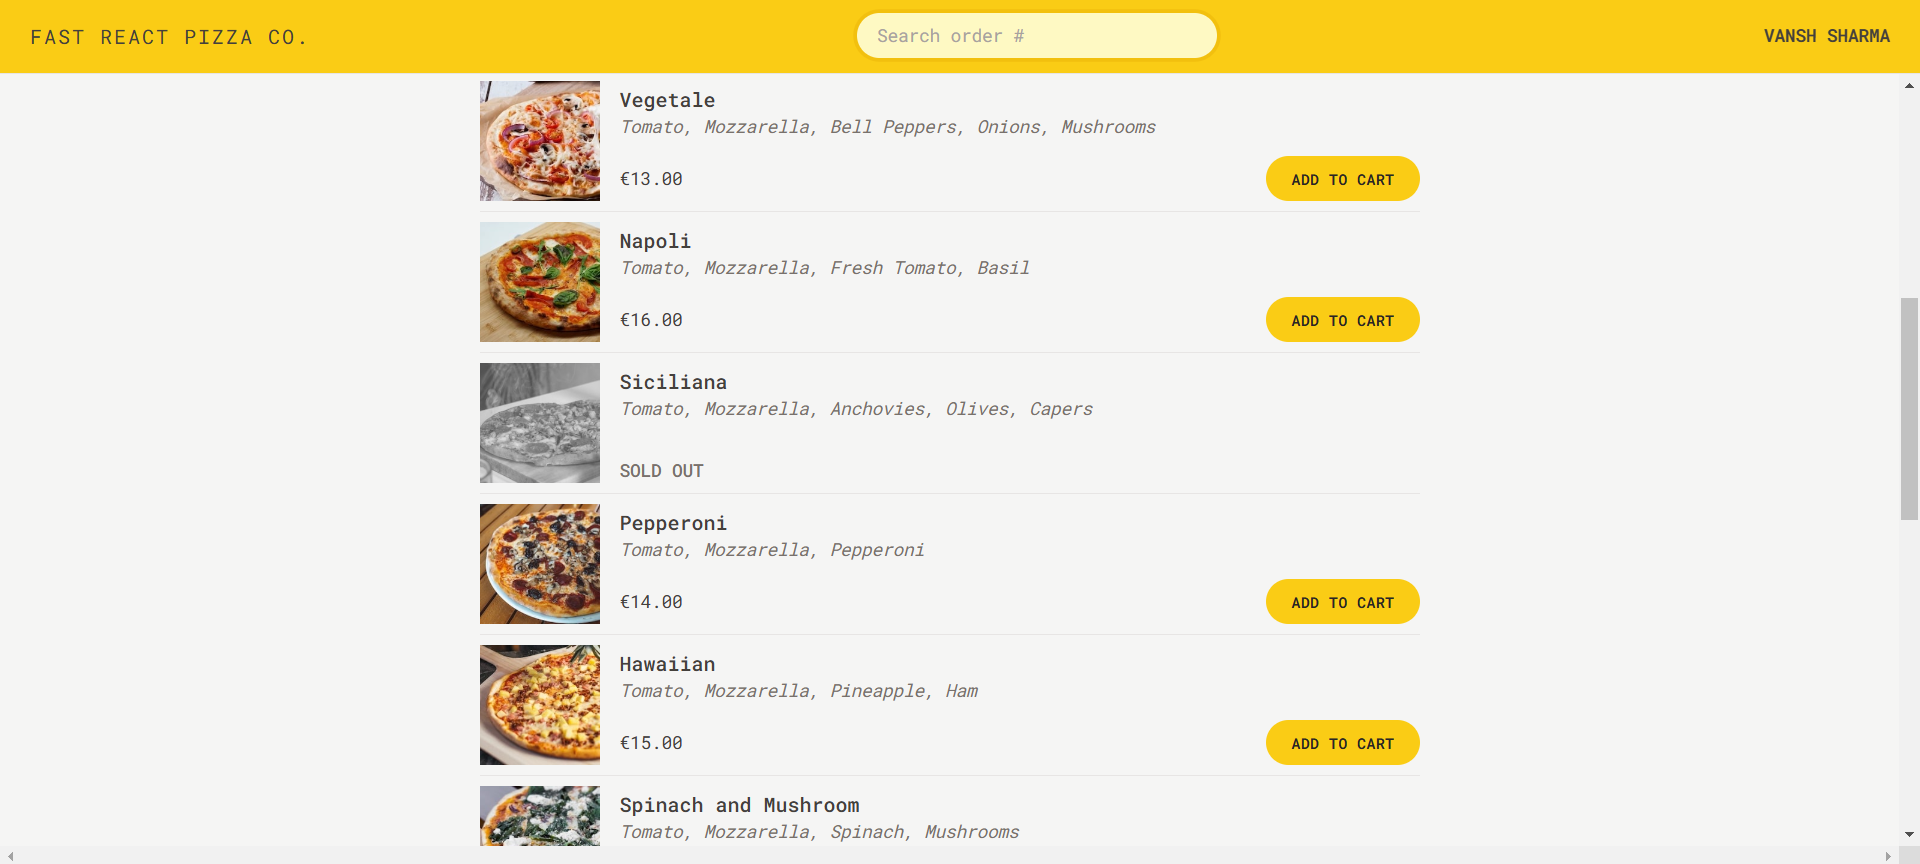 FAST REACT PIZZA CO.
Search order #
VANSH SHARMA
Vegetale
Tomato, Mozzarella, Bell Peppers, Onions, Mushrooms
€13.00
ADD TO CART
Napoli
Tomato, Mozzarella, Fresh Tomato, Basil
€16.00
ADD TO CART
Siciliana
Tomato, Mozzarella, Anchovies, Olives, Capers
SOLD OUT
Pepperoni
Tomato, Mozzarella, Pepperoni
€14.00
ADD TO CART
Hawaiian
Tomato, Mozzarella, Pineapple, Ham
€15.00
ADD TO CART
Spinach and Mushroom
Tomato, Mozzarella, Spinach, Mushrooms